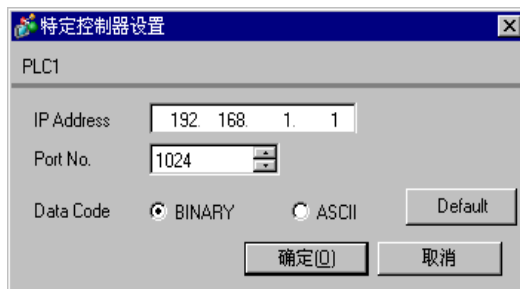 特定控制器设置
PLC1
IP Address 192. 168. 1. 1
Port No. 1024
Data Code BINARY ASCII Default
确定(O) 取消